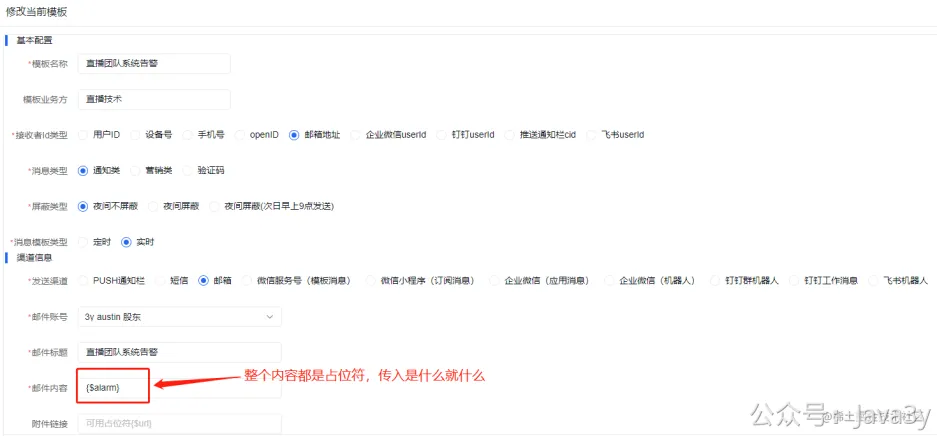 修改当前模板
基本配置
*模板名称 直播团队系统告警
模板业务方 直播技术
*接收者Id类型 用户ID 设备号 手机号 openID 邮箱地址 企业微信userId 钉钉userId 推送通知栏cid 飞书userId
*消息类型 通知类 营销类 验证码
*屏蔽类型 夜间不屏蔽 夜间屏蔽 夜间屏蔽(次日早上9点发送)
*消息模板类型 定时 实时
渠道信息
*发送渠道 PUSH通知栏 短信 邮箱 微信服务号（模板消息） 微信小程序（订阅消息） 企业微信（应用消息） 企业微信（机器人） 钉钉群机器人 钉钉工作消息 飞书机器人
*邮件账号 3y austin 股东
*邮件标题 直播团队系统告警
*邮件内容 {$alarm} 整个内容都是占位符，传入是什么就什么
附件链接 可用占位符{$url}
公众号：Java3y